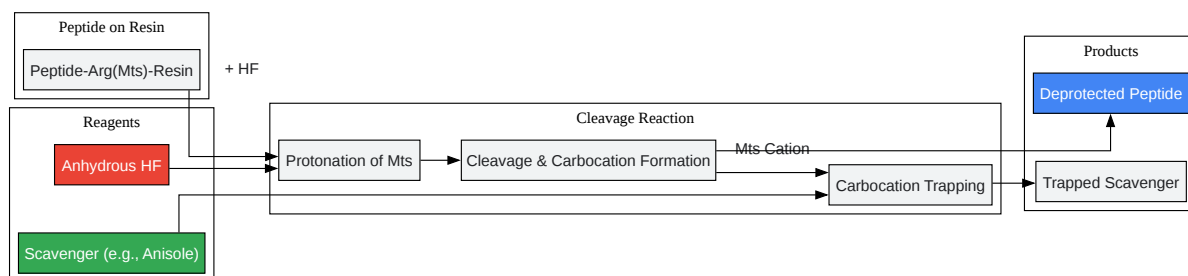 Peptide on Resin
Peptide-Arg(Mts)-Resin
+ HF
Reagents
Anhydrous HF
Scavenger (e.g., Anisole)
Cleavage Reaction
Protonation of Mts
Cleavage & Carbocation Formation
Mts Cation
Carbocation Trapping
Products
Deprotected Peptide
Trapped Scavenger